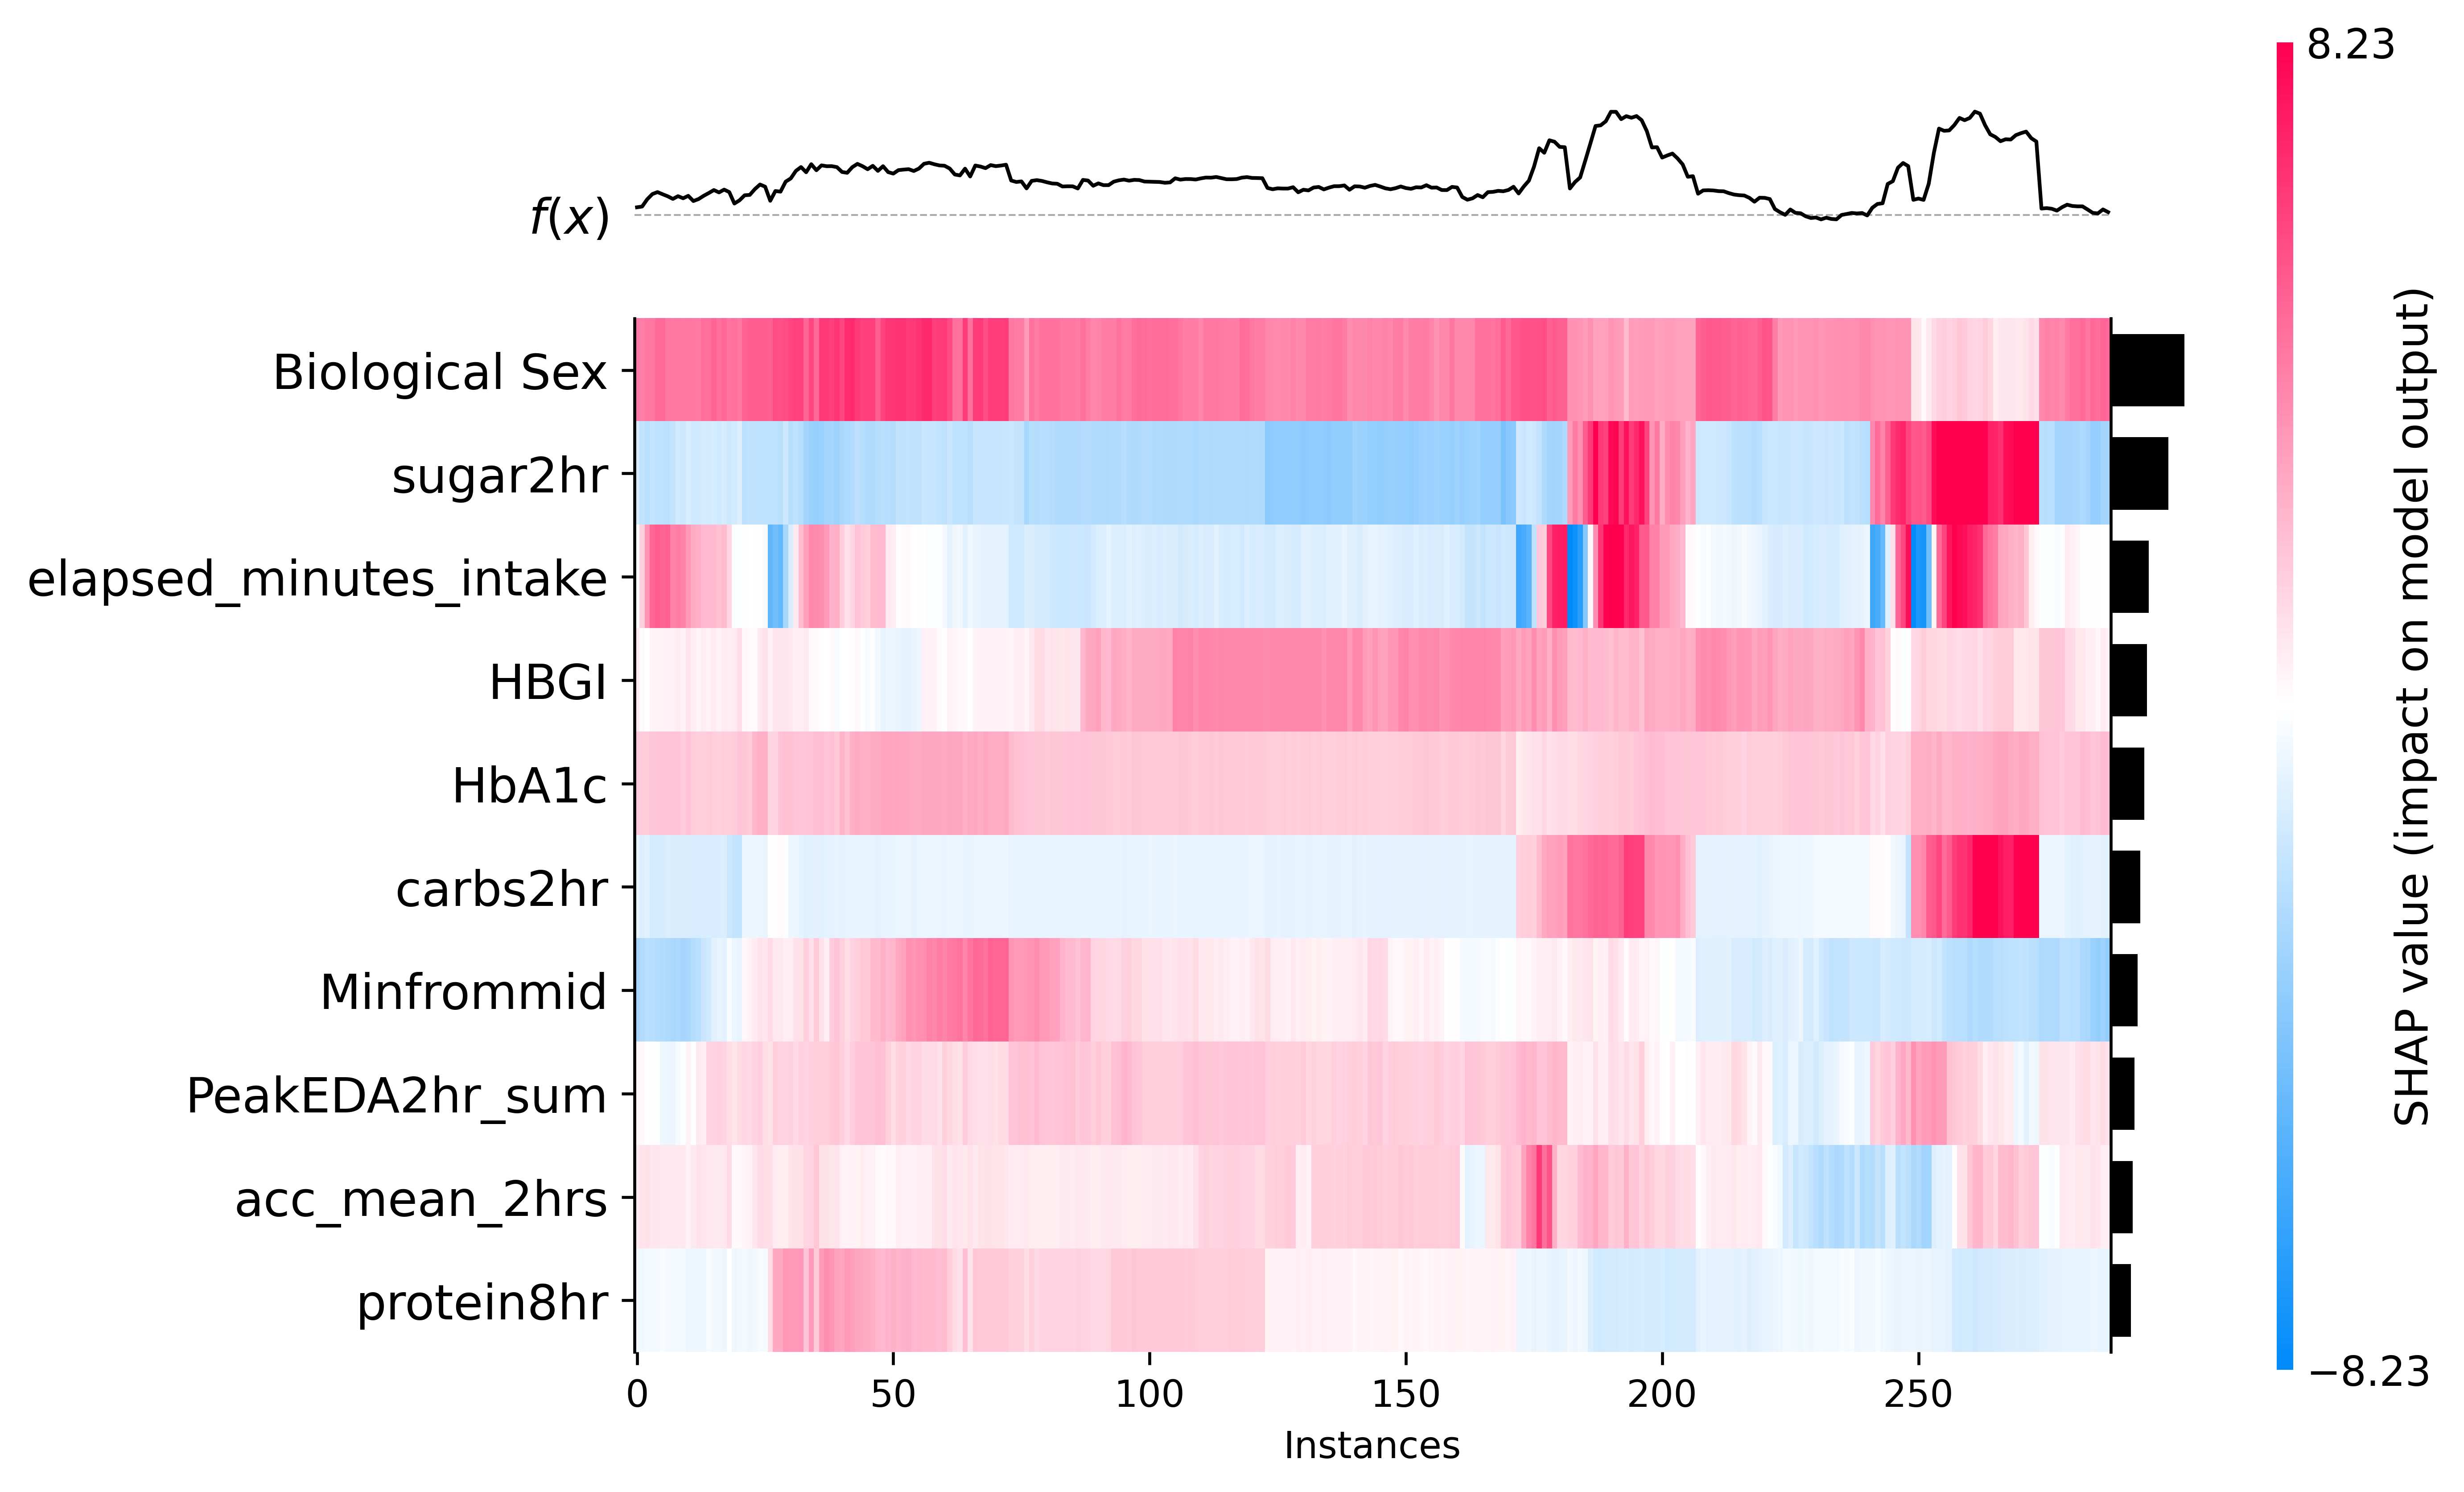 8.23
f(x)
Biological Sex
sugar2hr
elapsed_minutes_intake
HBGI
HbA1c
carbs2hr
Minfrommid
PeakEDA2hr_sum
acc_mean_2hrs
protein8hr
0 50 100 150 200 250
Instances
−8.23
SHAP value (impact on model output)